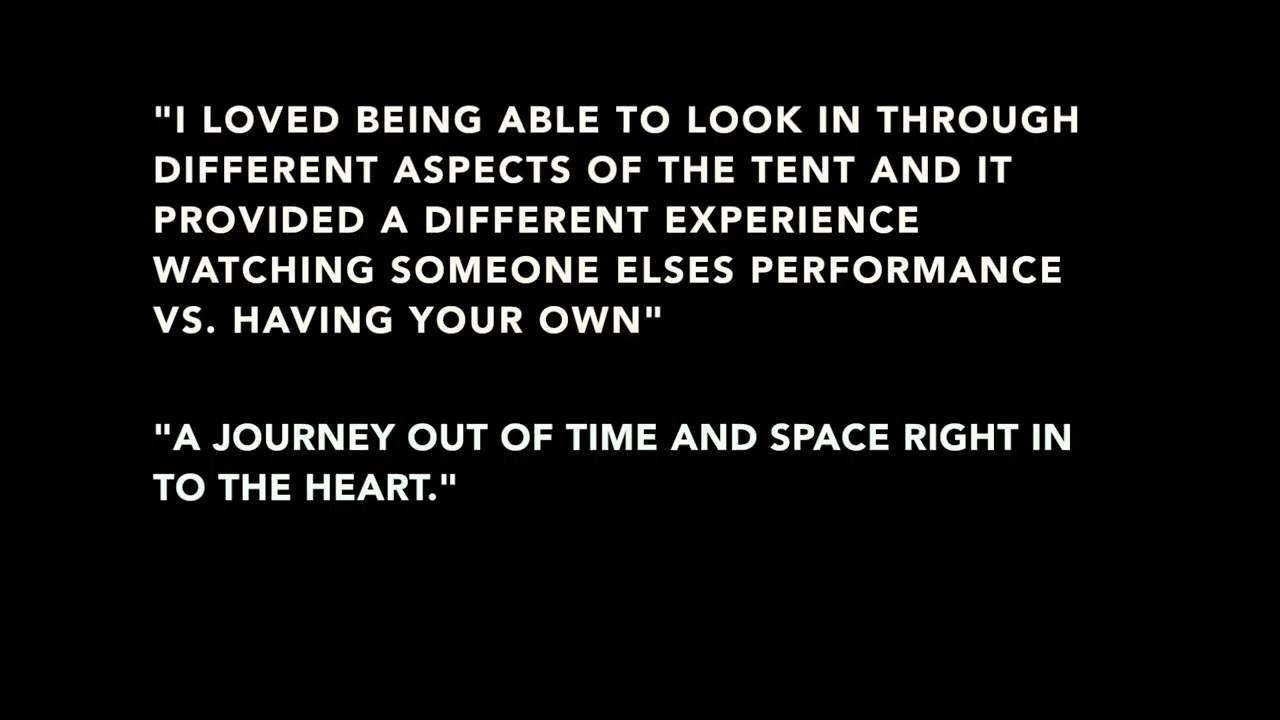 "I LOVED BEING ABLE TO LOOK IN THROUGH
DIFFERENT ASPECTS OF THE TENT AND IT
PROVIDED A DIFFERENT EXPERIENCE
WATCHING SOMEONE ELSES PERFORMANCE
VS. HAVING YOUR OWN"
"A JOURNEY OUT OF TIME AND SPACE RIGHT IN
TO THE HEART."